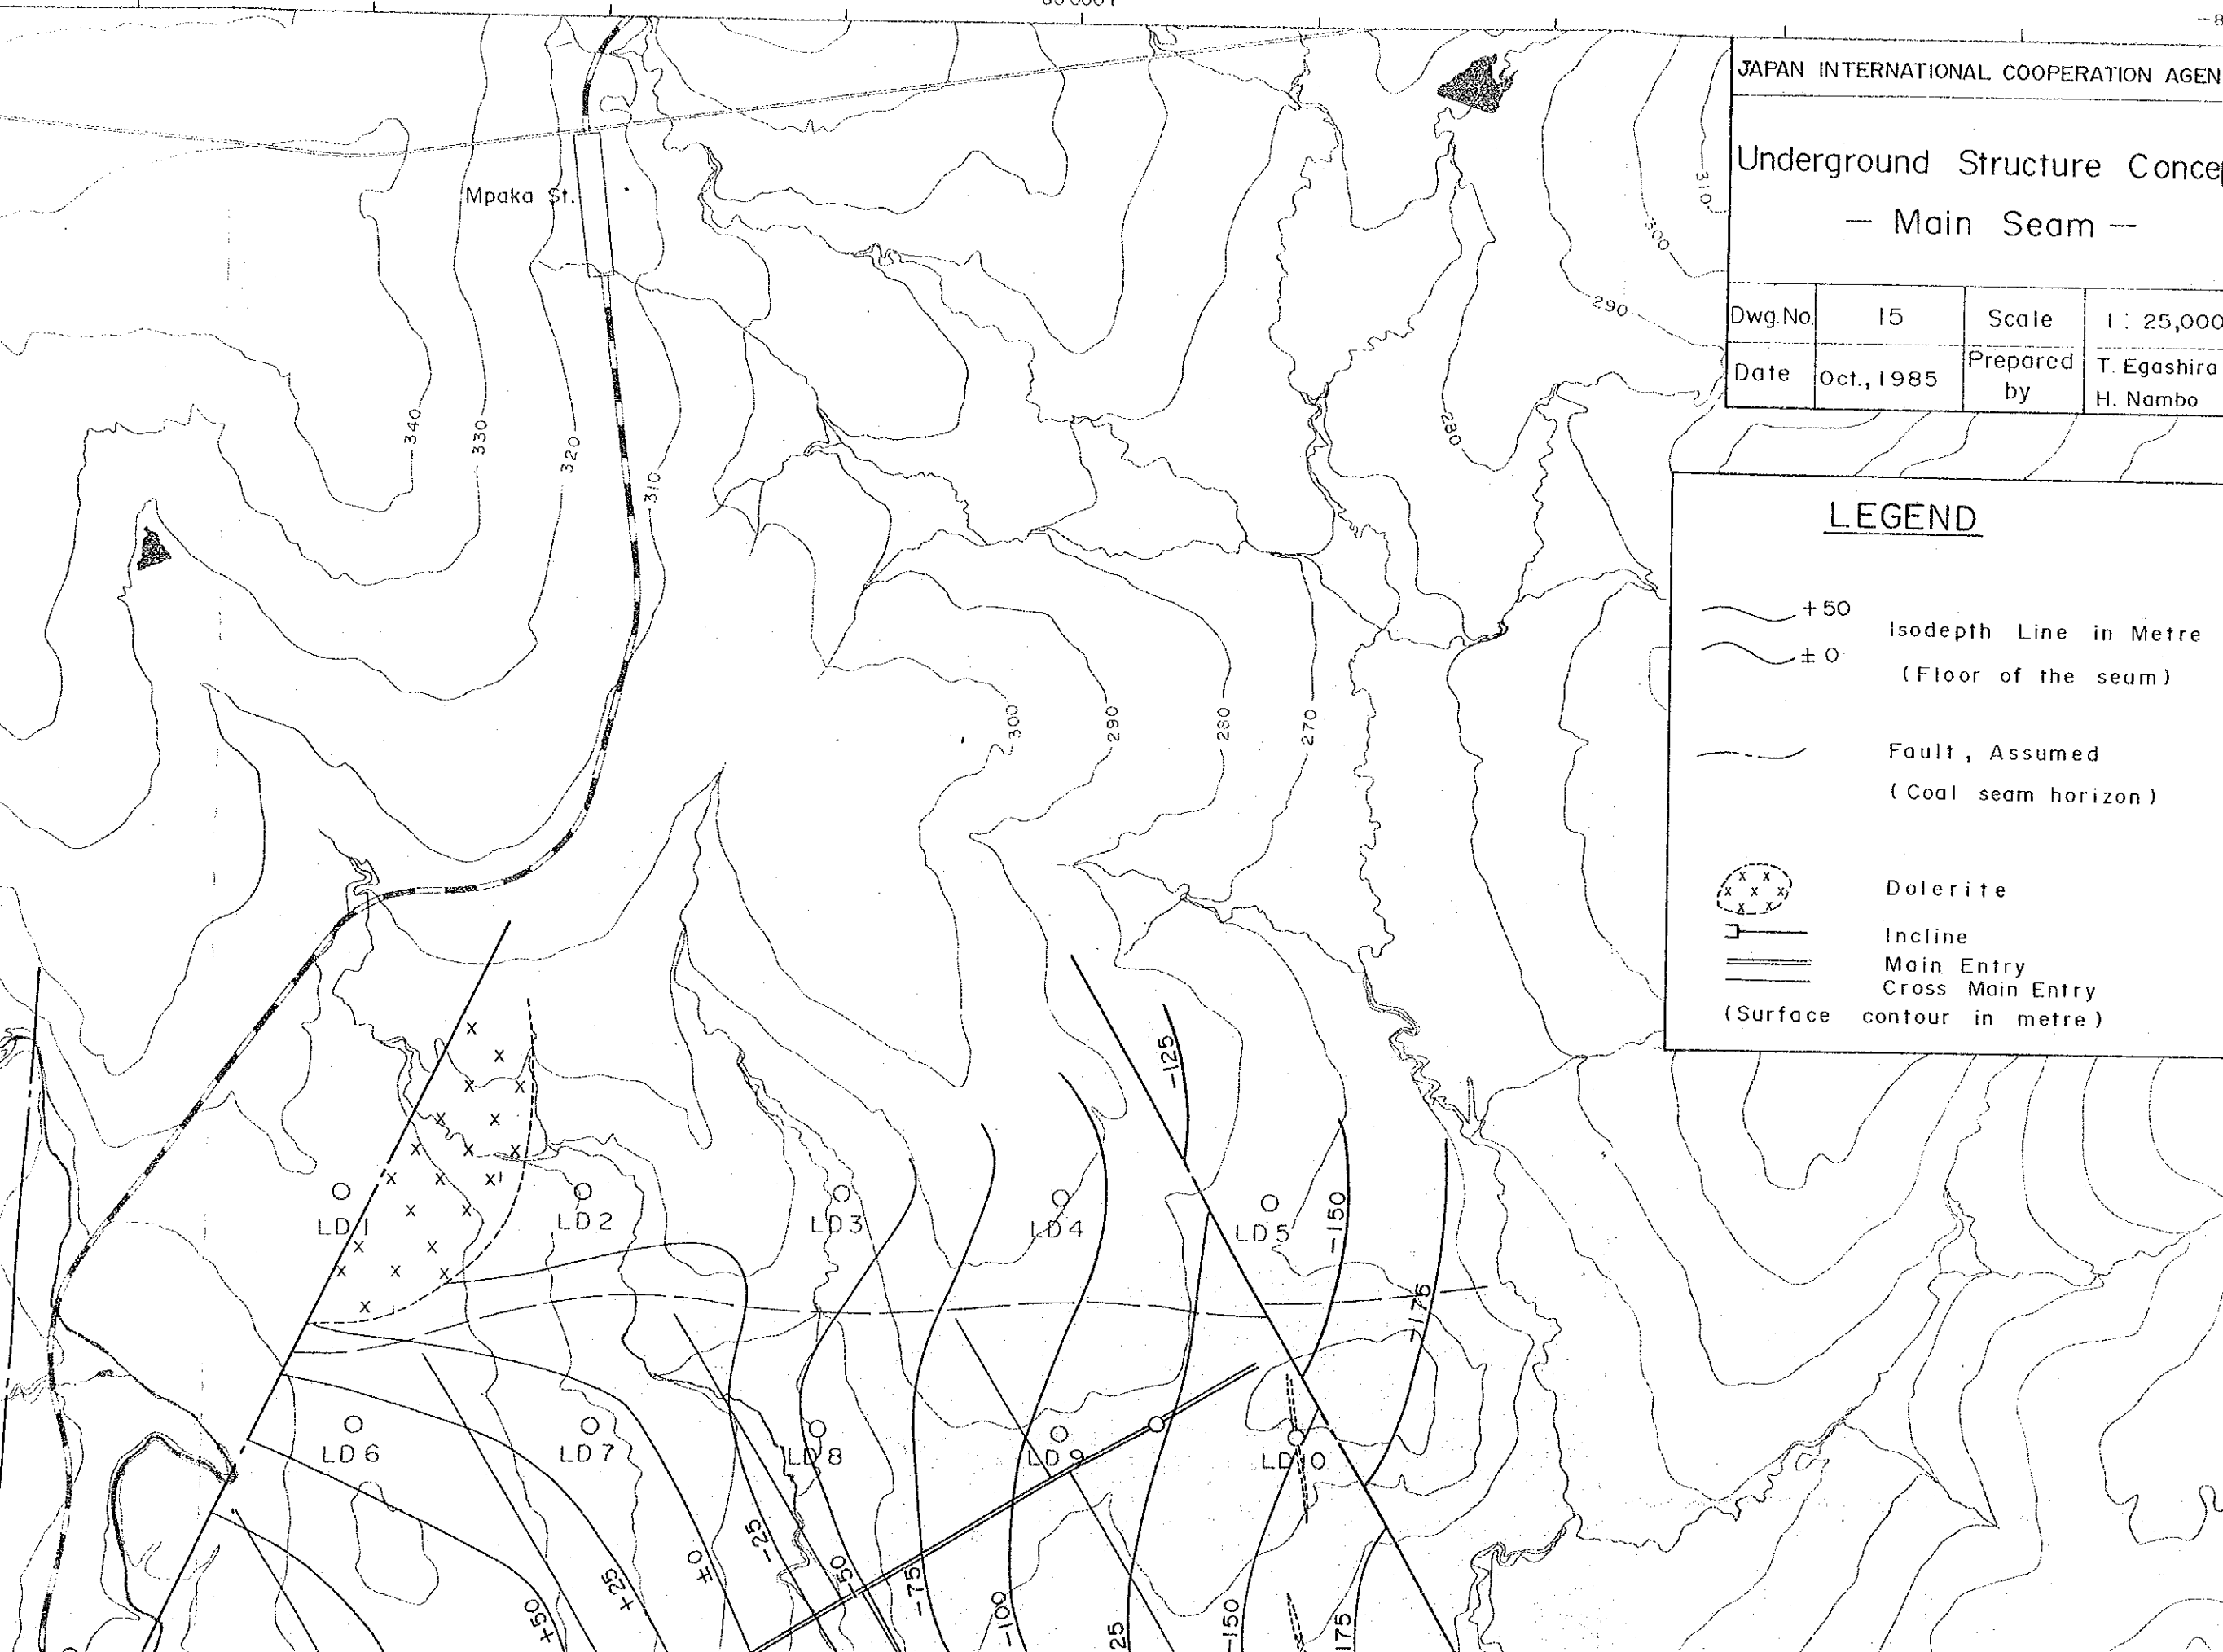 JAPAN INTERNATIONAL COOPERATION AGEN
Underground Structure Conce
— Main Seam —
Dwg.No. 15 Scale 1 : 25,000
Date Oct., 1985 Prepared by T. Egashira
H. Nambo
LEGEND
+50
±0
Isodepth Line in Metre
(Floor of the seam)
Fault, Assumed
(Coal seam horizon)
Dolerite
Incline
Main Entry
Cross Main Entry
(Surface contour in metre)
Mpaka St.
310
300
290
280
340
330
320
310
300
290
280
270
-125
-150
-175
LD1
LD2
LD3
LD4
LD5
LD6
LD7
LD8
LD9
LD10
+50
+25
±0
-25
-50
-75
-100
25
-150
175